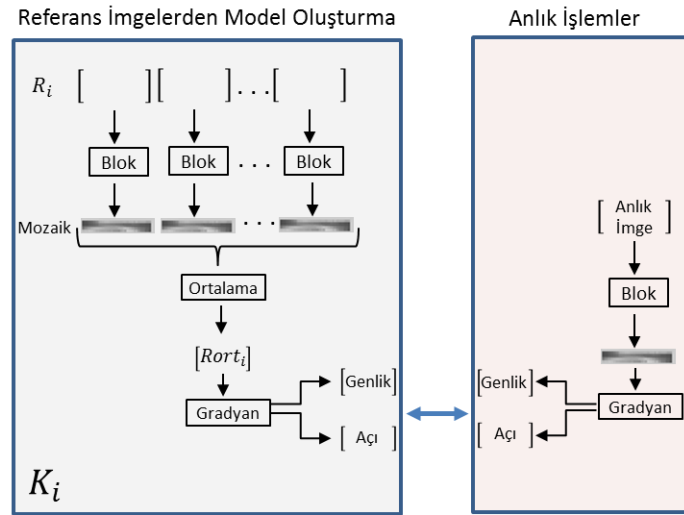 Referans İmgelerden Model Oluşturma
R_i [ ] [ ] ... [ ]
Blok Blok ... Blok
Mozaik ...
Ortalama
[Rort_i]
[Genlik]
Gradyan
[ Açı ]
K_i
Anlık İşlemler
[ Anlık
İmge ]
Blok
[Genlik]
Gradyan
[ Açı ]